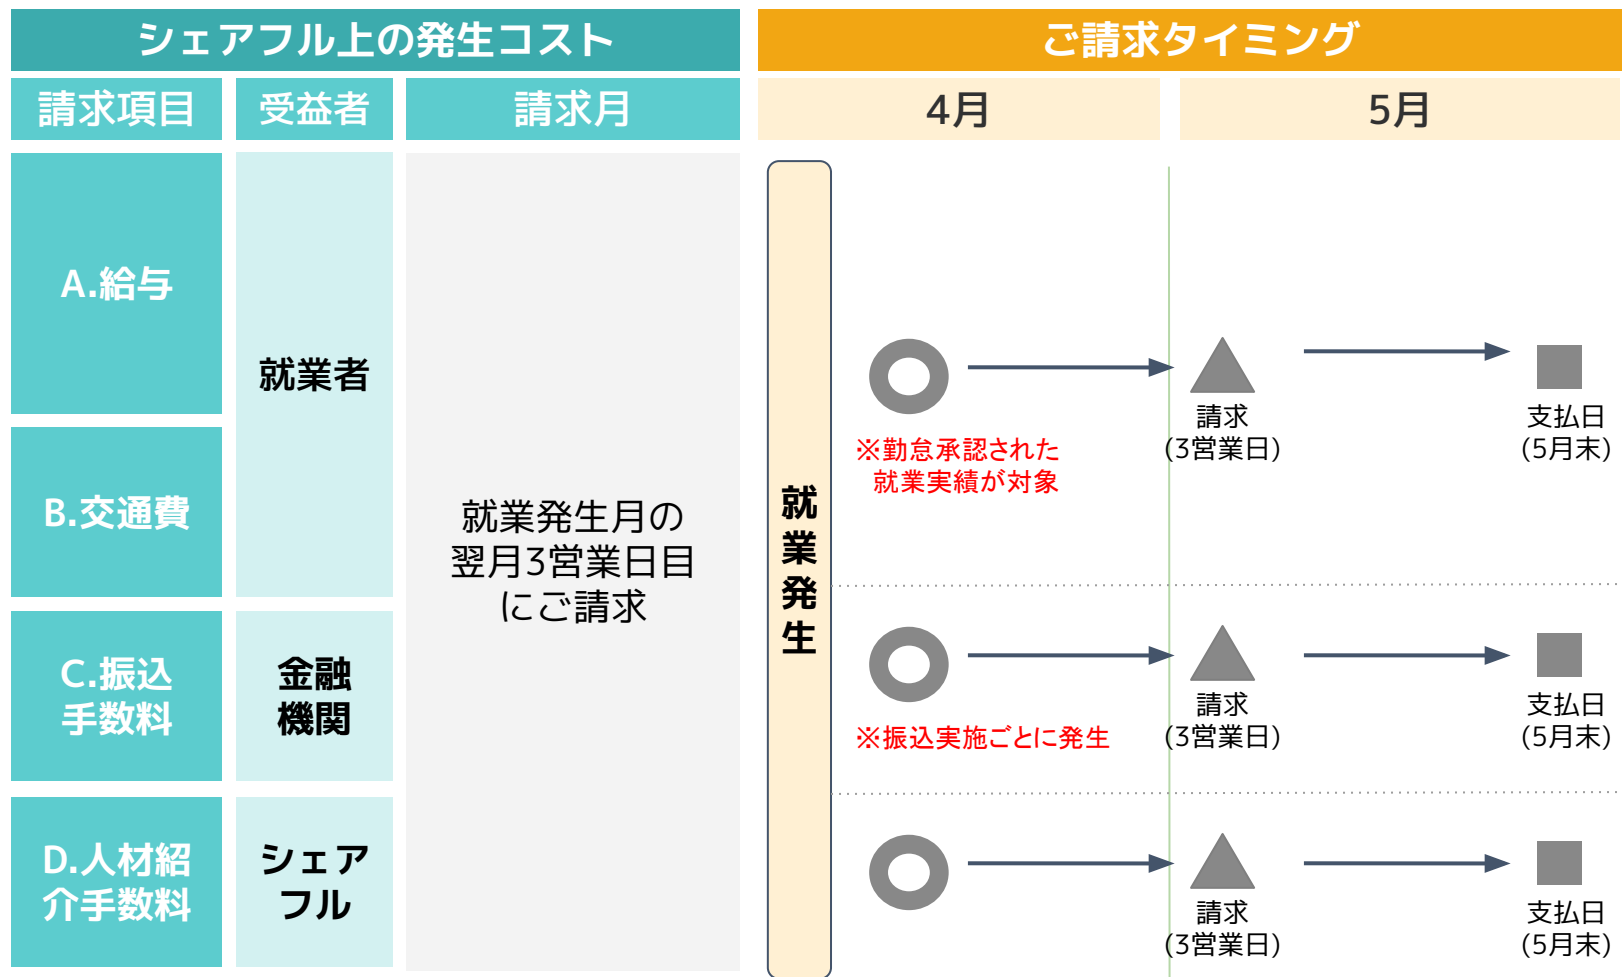 シェアフル上の発生コスト
ご請求タイミング
請求項目
受益者
請求月
4月
5月
A.給与
B.交通費
C.振込
手数料
D.人材紹
介手数料
就業者
金融
機関
シェア
フル
就業発生月の
翌月3営業日目
にご請求
就業発生
※勤怠承認された
就業実績が対象
請求
(3営業日)
支払日
(5月末)
※振込実施ごとに発生
請求
(3営業日)
支払日
(5月末)
請求
(3営業日)
支払日
(5月末)